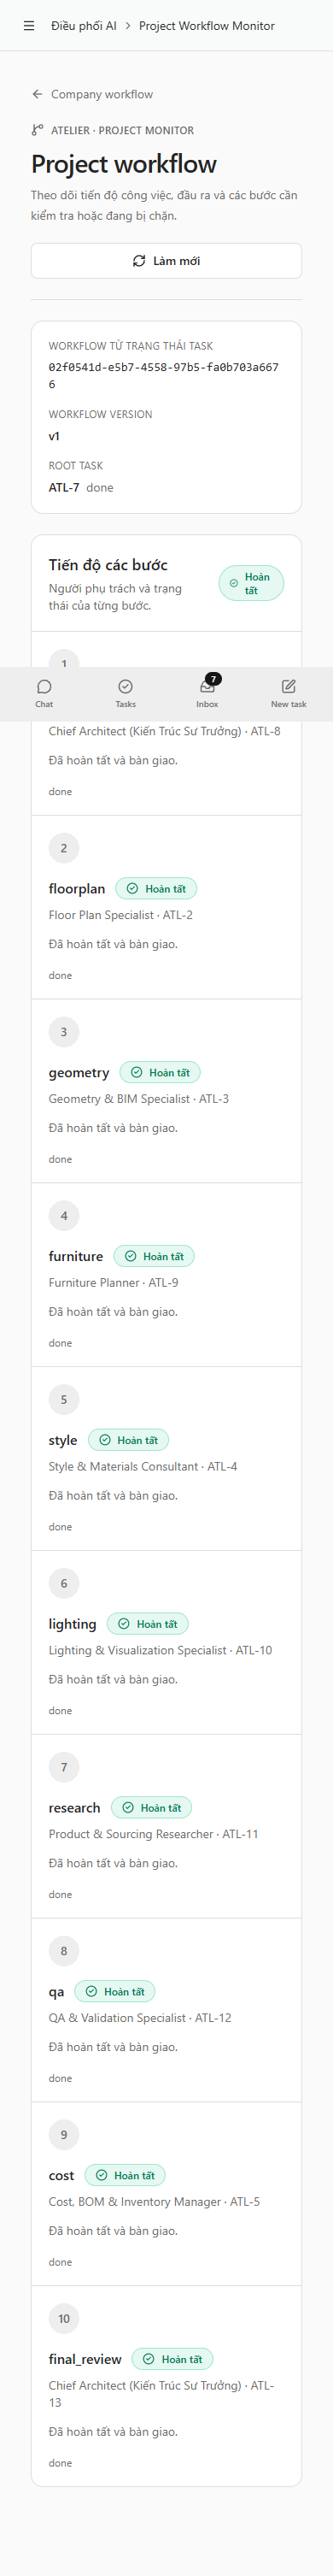 Điều phối AI > Project Workflow Monitor
Company workflow
ATELIER · PROJECT MONITOR
Project workflow
Theo dõi tiến độ công việc, đầu ra và các bước cần
kiểm tra hoặc đang bị chặn.
Làm mới
WORKFLOW TỪ TRẠNG THÁI TASK
02f0541d-e5b7-4558-97b5-fa0b703a667
6
WORKFLOW VERSION
v1
ROOT TASK
ATL-7 done
Tiến độ các bước
Người phụ trách và trạng
thái của từng bước.
Hoàn
tất
1
7
Chat
Tasks
Inbox
New task
Chief Architect (Kiến Trúc Sư Trưởng) · ATL-8
Đã hoàn tất và bàn giao.
done
2
floorplan Hoàn tất
Floor Plan Specialist · ATL-2
Đã hoàn tất và bàn giao.
done
3
geometry Hoàn tất
Geometry & BIM Specialist · ATL-3
Đã hoàn tất và bàn giao.
done
4
furniture Hoàn tất
Furniture Planner · ATL-9
Đã hoàn tất và bàn giao.
done
5
style Hoàn tất
Style & Materials Consultant · ATL-4
Đã hoàn tất và bàn giao.
done
6
lighting Hoàn tất
Lighting & Visualization Specialist · ATL-10
Đã hoàn tất và bàn giao.
done
7
research Hoàn tất
Product & Sourcing Researcher · ATL-11
Đã hoàn tất và bàn giao.
done
8
qa Hoàn tất
QA & Validation Specialist · ATL-12
Đã hoàn tất và bàn giao.
done
9
cost Hoàn tất
Cost, BOM & Inventory Manager · ATL-5
Đã hoàn tất và bàn giao.
done
10
final_review Hoàn tất
Chief Architect (Kiến Trúc Sư Trưởng) · ATL-
13
Đã hoàn tất và bàn giao.
done